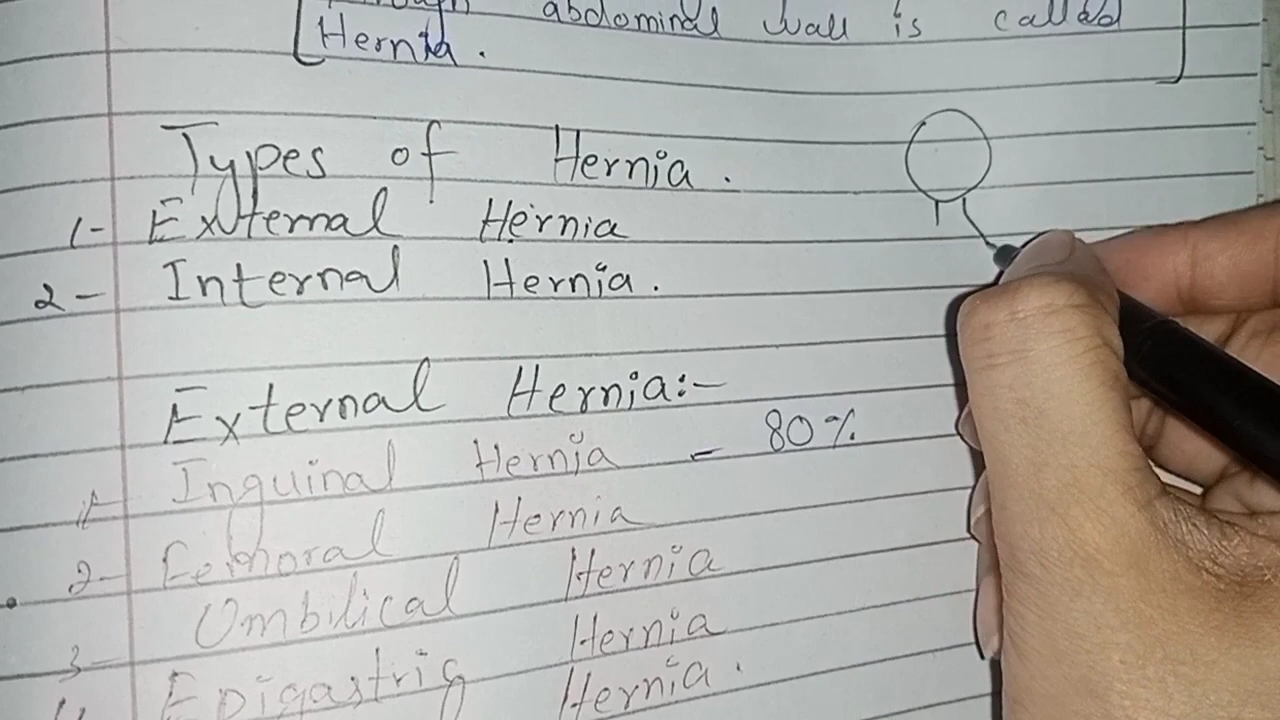 abdominal wall is called
Hernia.
Types of Hernia.
1- External Hernia
2- Internal Hernia.
External Hernia:-
1- Inguinal Hernia - 80%
2- Femoral Hernia
Umbilical Hernia
3- Hernia
Epigastric Hernia.